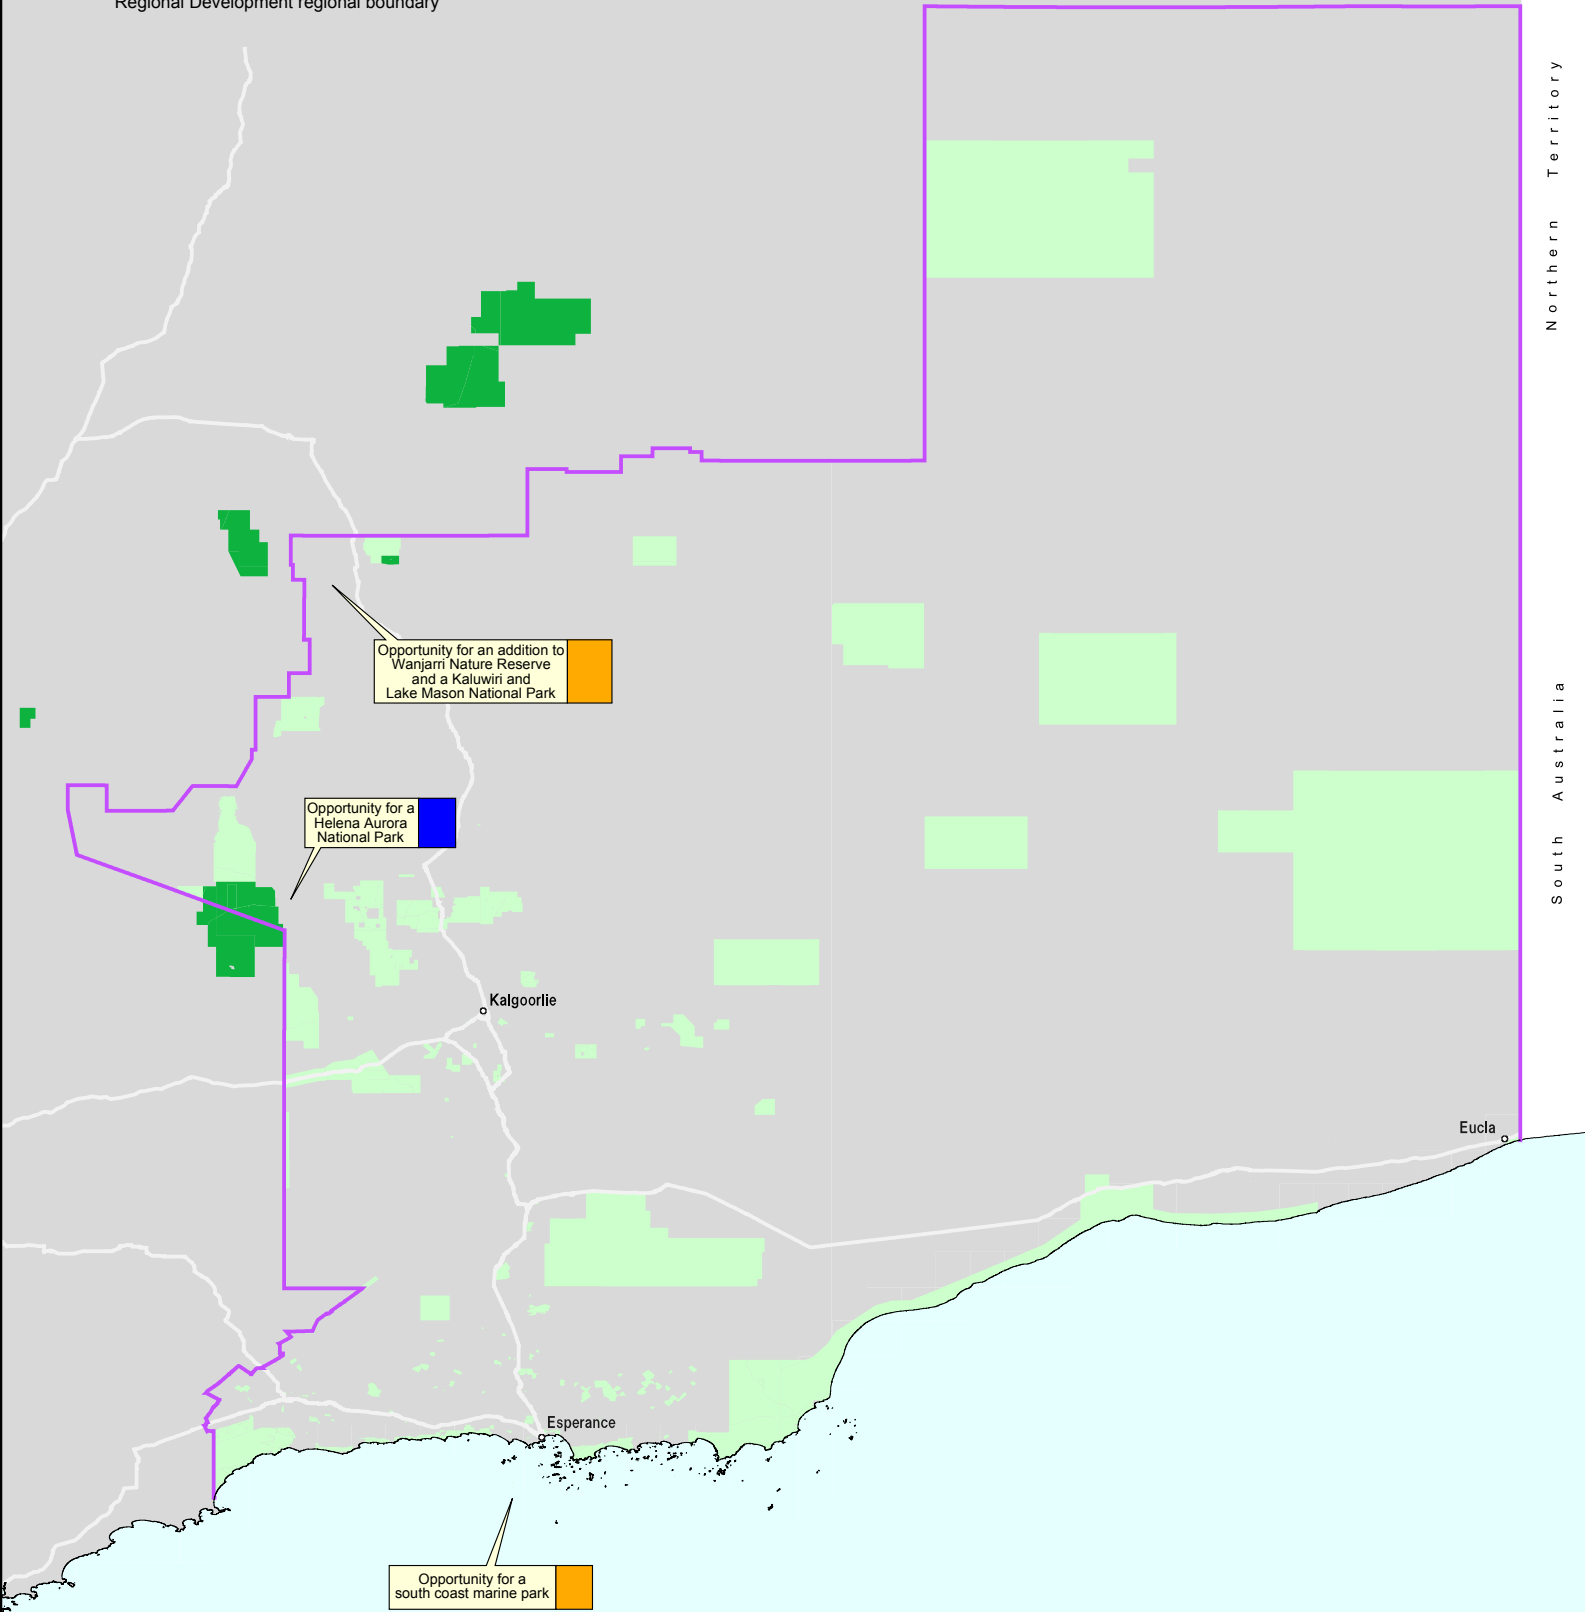 Regional Development regional boundary
Northern Territory
Opportunity for an addition to
Wanjarri Nature Reserve
and a Kaluwiri and
Lake Mason National Park
South Australia
Opportunity for a
Helena Aurora
National Park
Kalgoorlie
Eucla
Esperance
Opportunity for a
south coast marine park